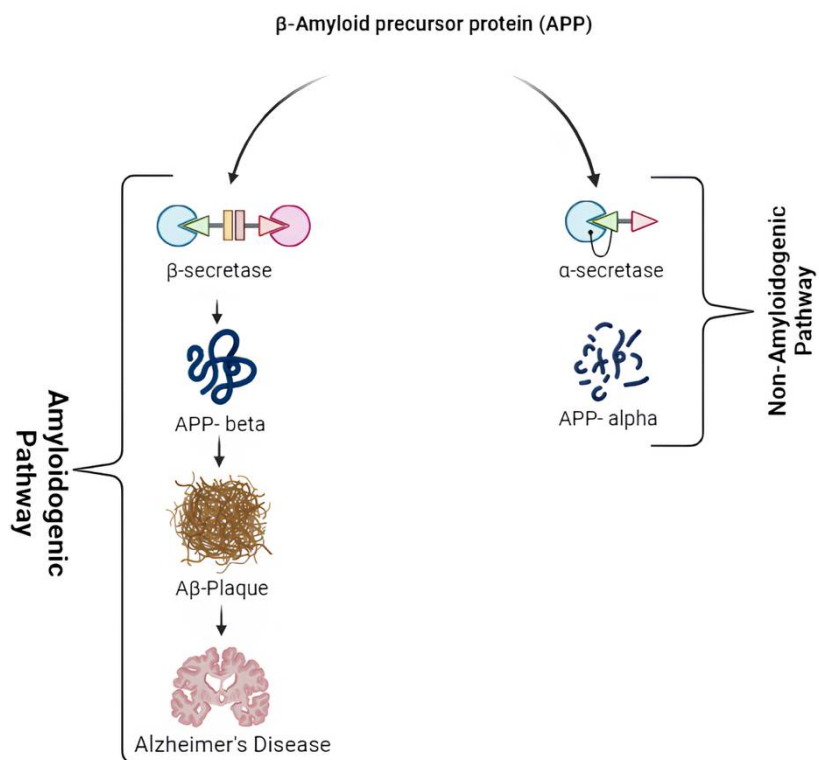 β-Amyloid precursor protein (APP)
β-secretase
APP- beta
Aβ-Plaque
Alzheimer's Disease
Amyloidogenic
Pathway
α-secretase
APP- alpha
Non-Amyloidogenic
Pathway